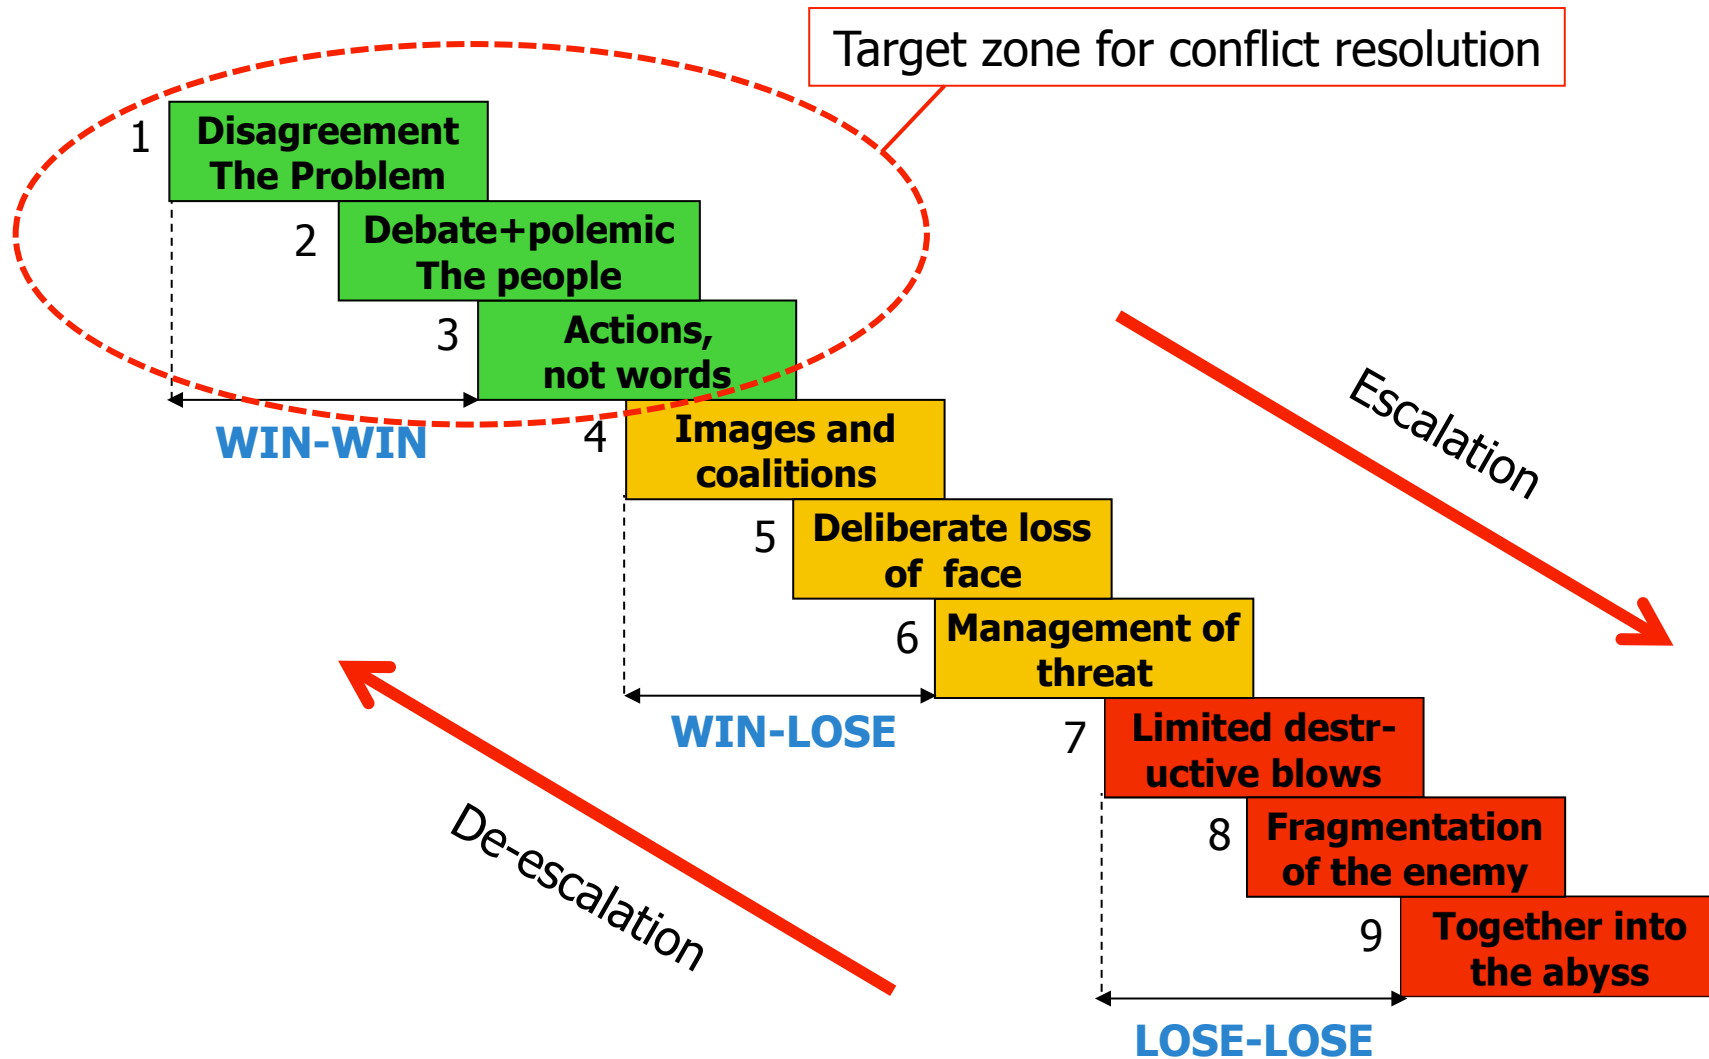 Target zone for conflict resolution
1
Disagreement
The Problem
2
Debate+polemic
The people
3
Actions,
not words
WIN-WIN
4
Images and
coalitions
5
Deliberate loss
of  face
6
Management of
threat
WIN-LOSE
7
Limited destr-
uctive blows
8
Fragmentation
of the enemy
9
Together into
the abyss
LOSE-LOSE
Escalation
De-escalation